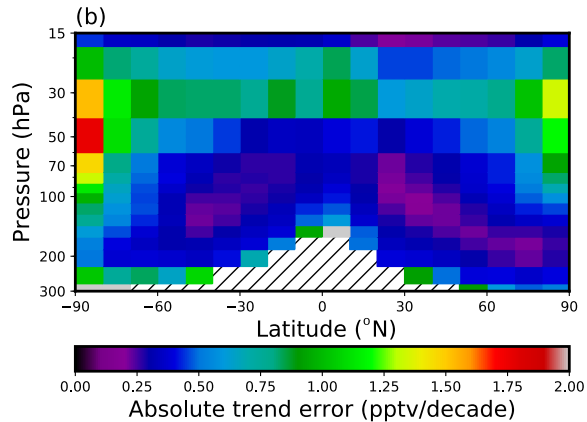 (b)
15
30
50
70
100
200
300
Pressure (hPa)
−90 −60 −30 0 30 60 90
Latitude (°N)
0.00 0.25 0.50 0.75 1.00 1.25 1.50 1.75 2.00
Absolute trend error (pptv/decade)